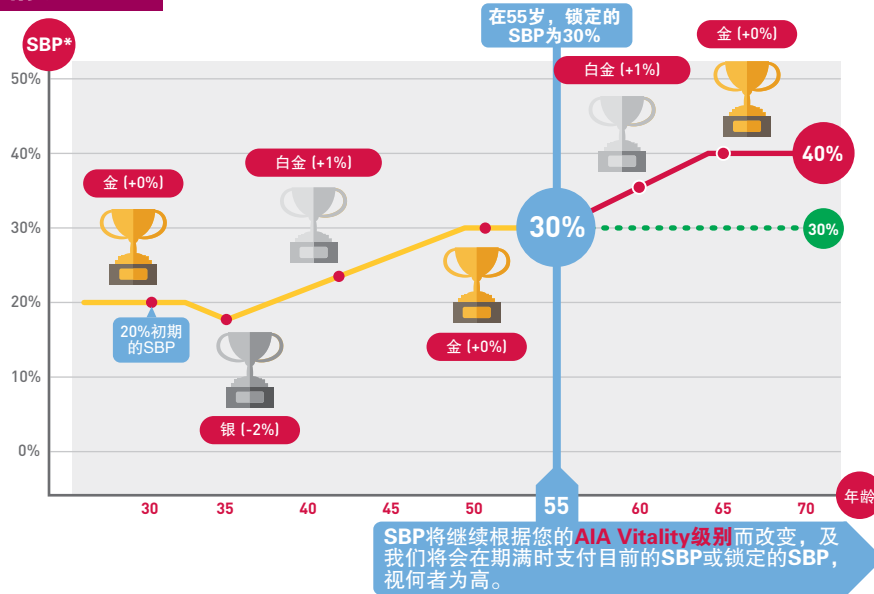 在55岁，锁定的
SBP为30%
SBP*
金 (+0%)
白金 (+1%)
50%
40%
白金 (+1%)
40%
金 (+0%)
30%
30%
30%
20%
20%初期
的SBP
金 (+0%)
10%
银 (-2%)
0%
30
35
40
45
50
55
60
65
70
年龄
SBP将继续根据您的AIA Vitality级别而改变，及
我们将会在期满时支付目前的SBP或锁定的SBP，
视何者为高。